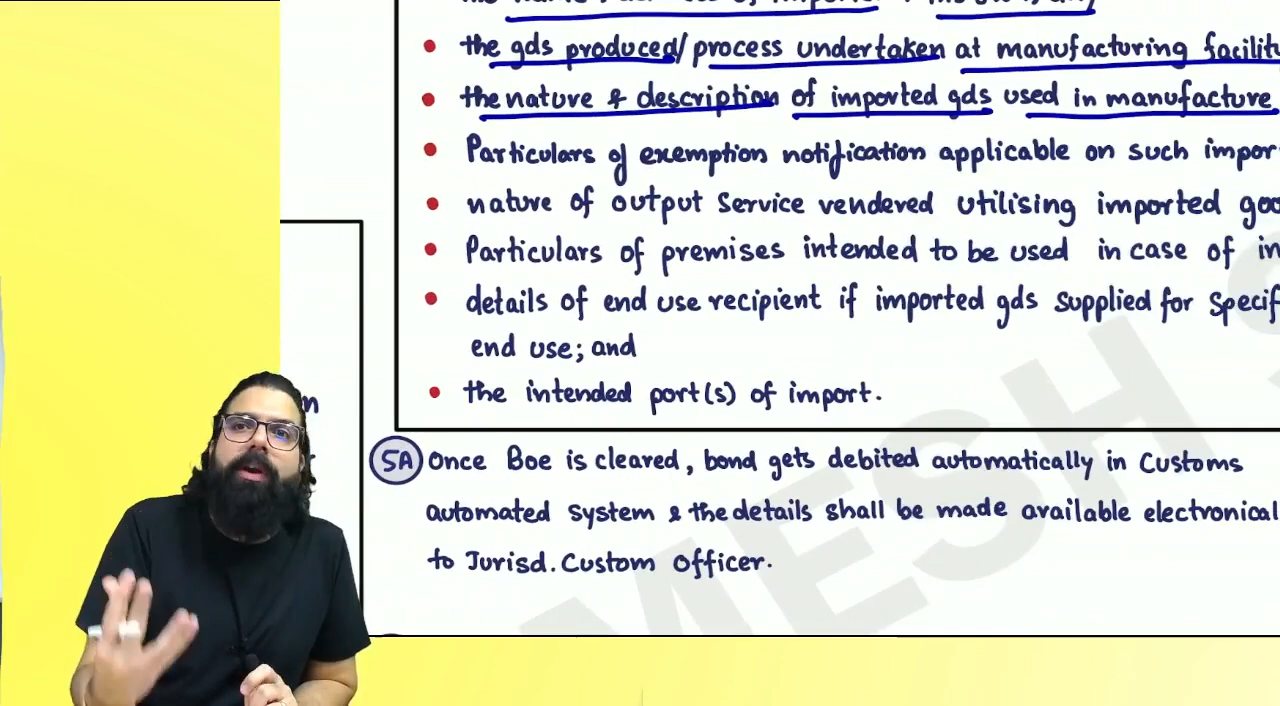 the gds produced/process undertaken at manufacturing
the nature & description of imported gds used in manufacture
Particulars of exemption notification applicable on such
nature of output Service vendered utilising imported
Particulars of premises intended to be used in case of
details of end use recipient if imported gds supplied for
end use; and
the intended port(s) of import.
5A Once Boe is cleared, bond gets debited automatically in Customs
automated system & the details shall be made available
to Jurisd. Custom Officer.